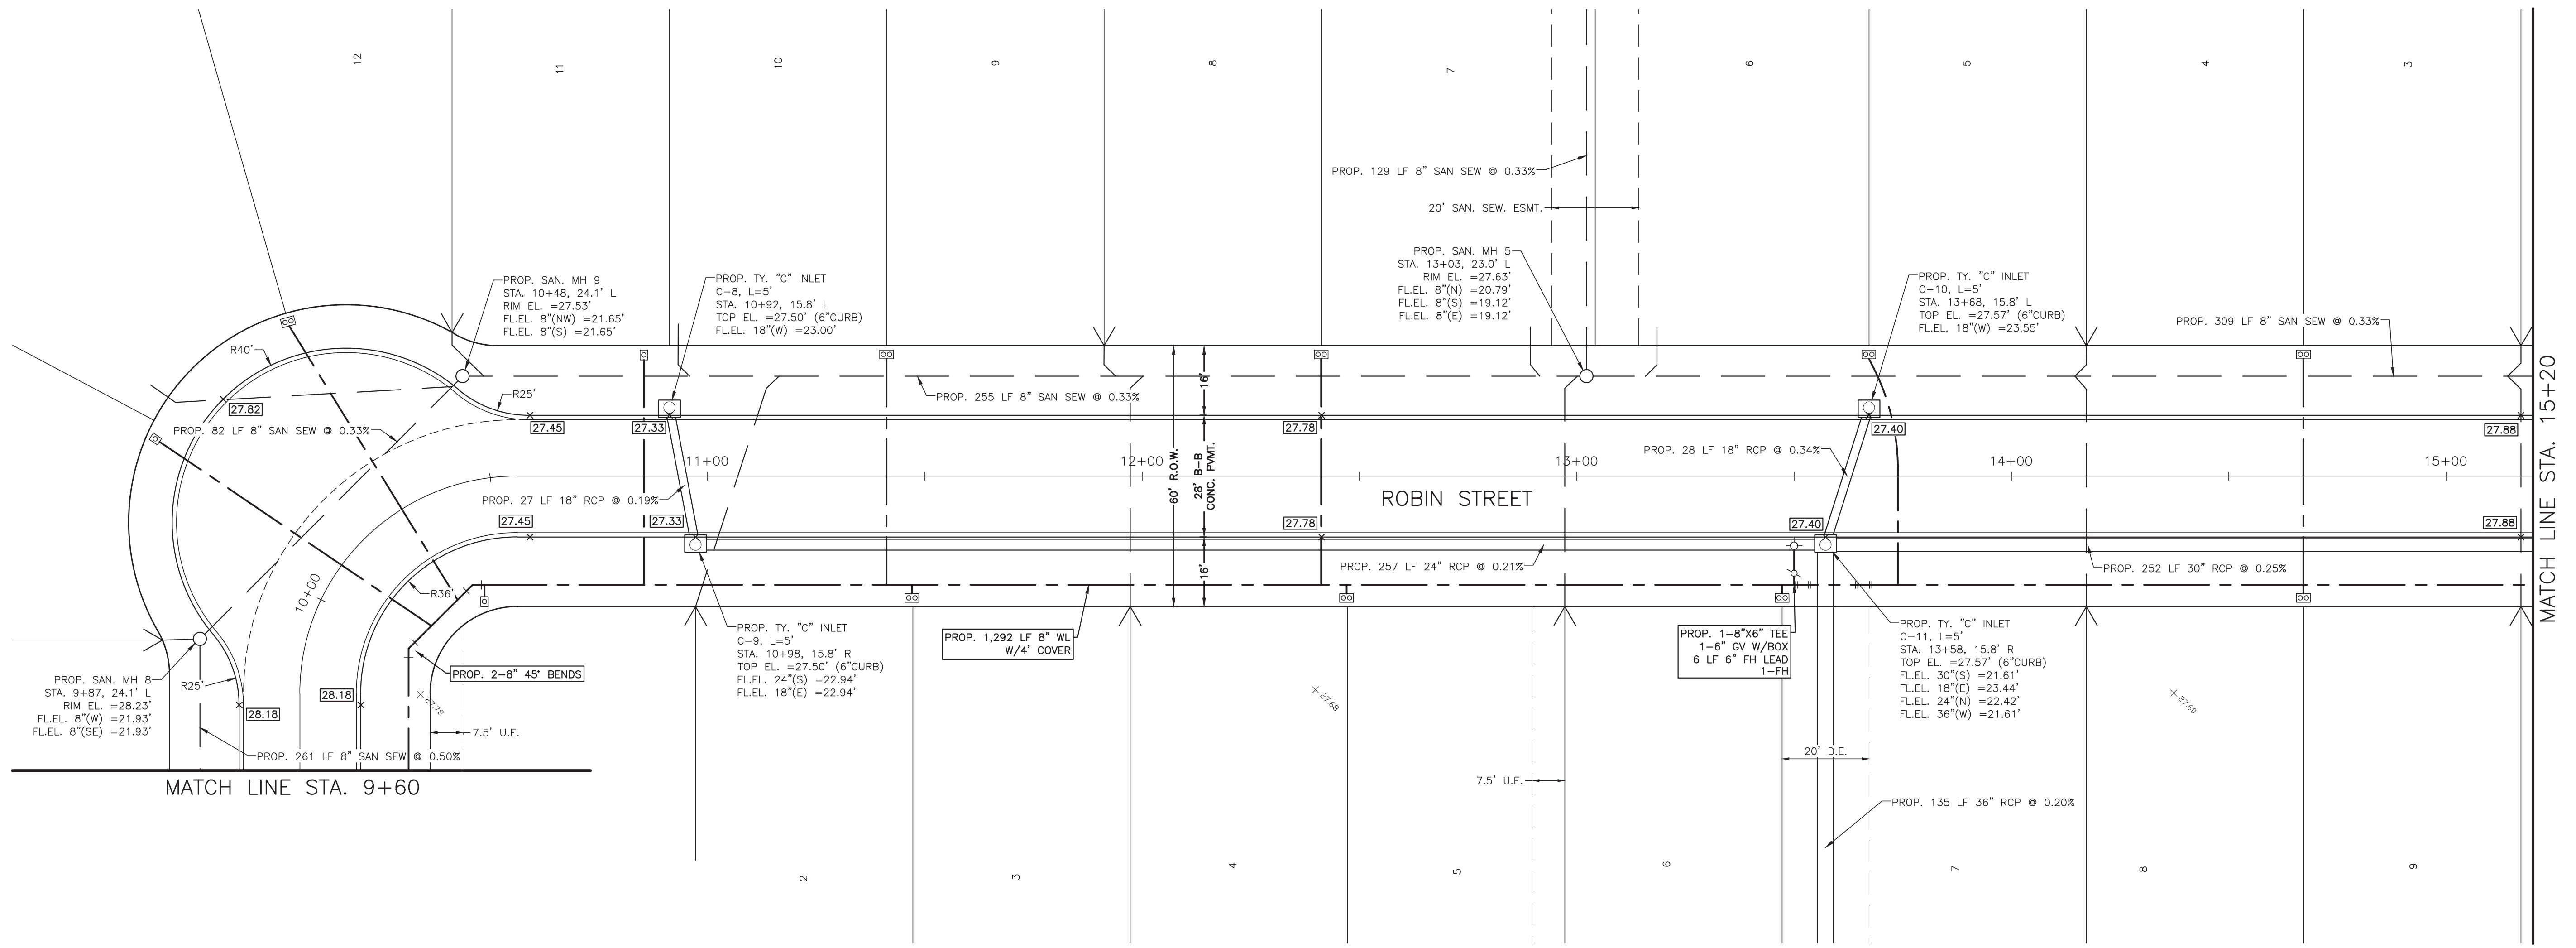 12
11
10
9
8
7
6
5
4
3
PROP. 129 LF 8" SAN SEW @ 0.33%
20' SAN. SEW. ESMT.
PROP. SAN. MH 9
STA. 10+48, 24.1' L
RIM EL. =27.53'
FL.EL. 8"(NW) =21.65'
FL.EL. 8"(S) =21.65'
PROP. TY. "C" INLET
C-8, L=5'
STA. 10+92, 15.8' L
TOP EL. =27.50' (6"CURB)
FL.EL. 18"(W) =23.00'
PROP. SAN. MH 5
STA. 13+03, 23.0' L
RIM EL. =27.63'
FL.EL. 8"(N) =20.79'
FL.EL. 8"(S) =19.12'
FL.EL. 8"(E) =19.12'
PROP. TY. "C" INLET
C-10, L=5'
STA. 13+68, 15.8' L
TOP EL. =27.57' (6"CURB)
FL.EL. 18"(W) =23.55'
PROP. 309 LF 8" SAN SEW @ 0.33%
R40'
R25'
PROP. 255 LF 8" SAN SEW @ 0.33%
16'
27.82
27.45
27.33
27.78
27.40
27.88
PROP. 82 LF 8" SAN SEW @ 0.33%
11+00
12+00
13+00
14+00
15+00
60' R.O.W.
28' B-B
CONC. PVMT.
PROP. 28 LF 18" RCP @ 0.34%
PROP. 27 LF 18" RCP @ 0.19%
ROBIN STREET
27.45
27.33
27.78
27.40
27.88
MATCH LINE STA. 15+20
16'
PROP. 257 LF 24" RCP @ 0.21%
PROP. 252 LF 30" RCP @ 0.25%
10+00
R36'
PROP. 1,292 LF 8" WL
W/4' COVER
PROP. TY. "C" INLET
C-9, L=5'
STA. 10+98, 15.8' R
TOP EL. =27.50' (6"CURB)
FL.EL. 24"(S) =22.94'
FL.EL. 18"(E) =22.94'
PROP. 1-8"X6" TEE
1-6" GV W/BOX
6 LF 6" FH LEAD
1-FH
PROP. TY. "C" INLET
C-11, L=5'
STA. 13+58, 15.8' R
TOP EL. =27.57' (6"CURB)
FL.EL. 30"(S) =21.61'
FL.EL. 18"(E) =23.44'
FL.EL. 24"(N) =22.42'
FL.EL. 36"(W) =21.61'
PROP. 2-8" 45° BENDS
PROP. SAN. MH 8
STA. 9+87, 24.1' L
RIM EL. =28.23'
FL.EL. 8"(W) =21.93'
FL.EL. 8"(SE) =21.93'
R25'
28.18
28.18
27.78
27.68
27.60
7.5' U.E.
PROP. 261 LF 8" SAN SEW @ 0.50%
20' D.E.
7.5' U.E.
MATCH LINE STA. 9+60
PROP. 135 LF 36" RCP @ 0.20%
2
3
4
5
6
7
8
9